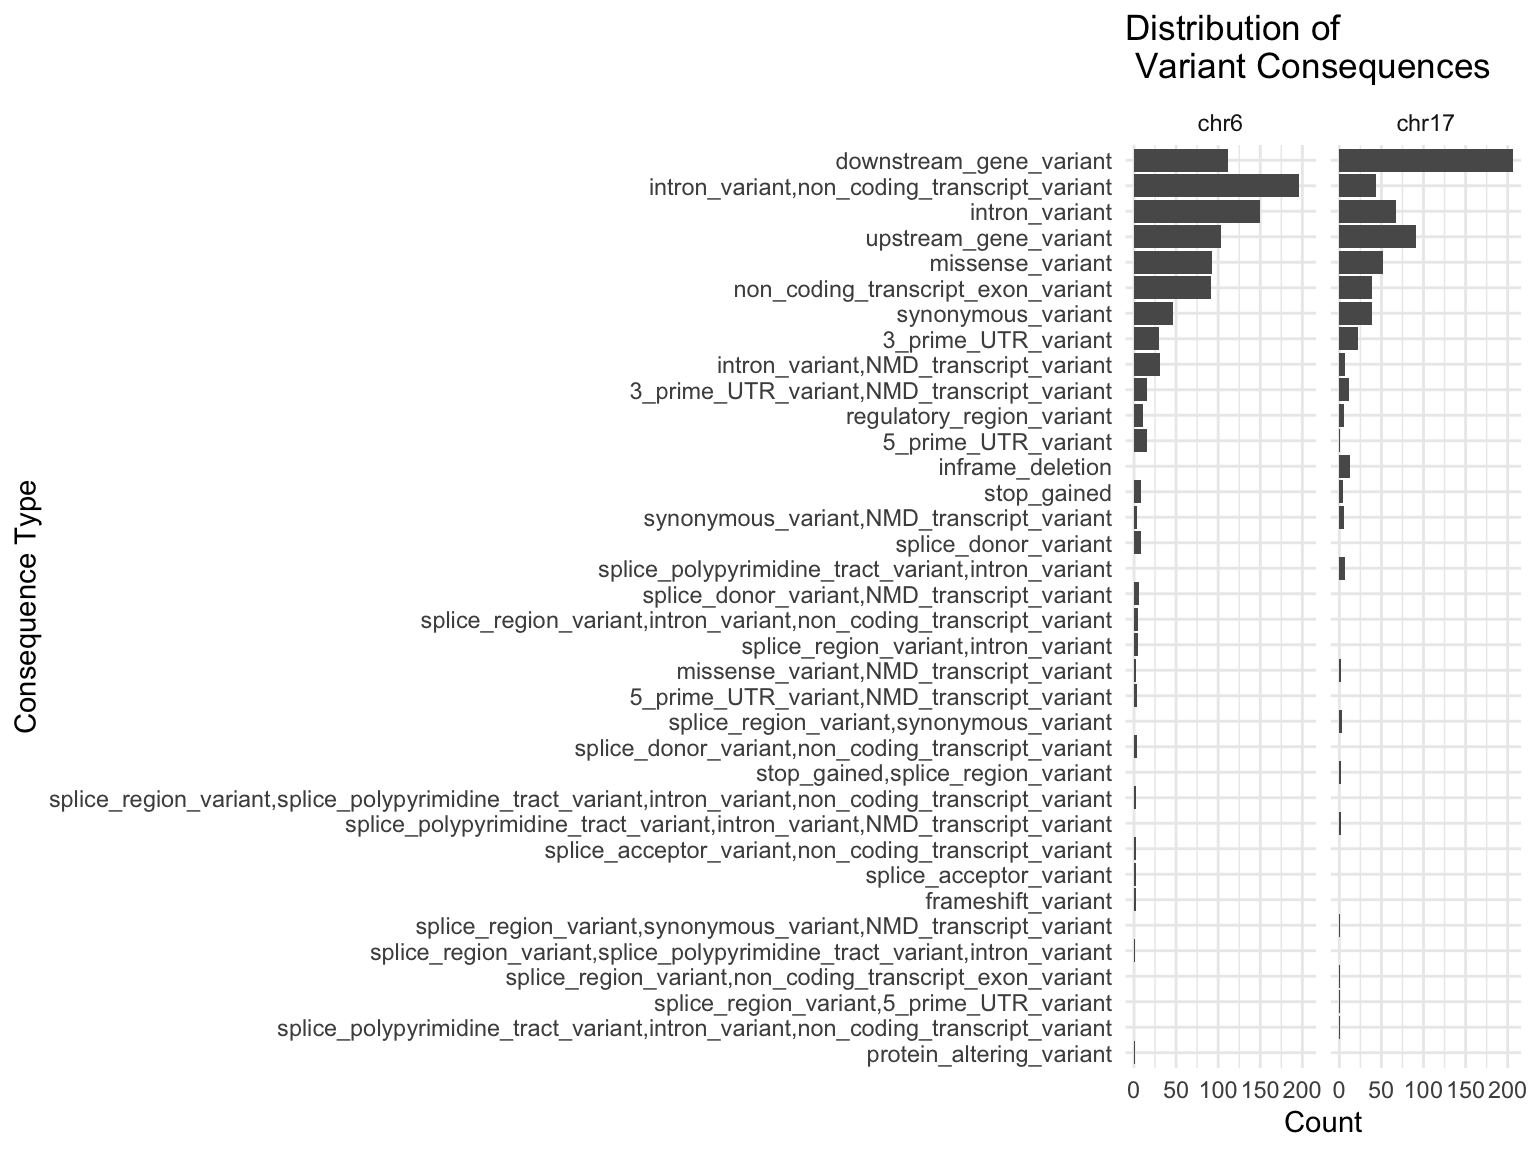 Distribution of
Variant Consequences
chr6 chr17
downstream_gene_variant
intron_variant,non_coding_transcript_variant
intron_variant
upstream_gene_variant
missense_variant
non_coding_transcript_exon_variant
synonymous_variant
3_prime_UTR_variant
intron_variant,NMD_transcript_variant
3_prime_UTR_variant,NMD_transcript_variant
regulatory_region_variant
5_prime_UTR_variant
inframe_deletion
stop_gained
synonymous_variant,NMD_transcript_variant
splice_donor_variant
splice_polypyrimidine_tract_variant,intron_variant
splice_donor_variant,NMD_transcript_variant
splice_region_variant,intron_variant,non_coding_transcript_variant
splice_region_variant,intron_variant
missense_variant,NMD_transcript_variant
5_prime_UTR_variant,NMD_transcript_variant
splice_region_variant,synonymous_variant
splice_donor_variant,non_coding_transcript_variant
stop_gained,splice_region_variant
splice_region_variant,splice_polypyrimidine_tract_variant,intron_variant,non_coding_transcript_variant
splice_polypyrimidine_tract_variant,intron_variant,NMD_transcript_variant
splice_acceptor_variant,non_coding_transcript_variant
splice_acceptor_variant
frameshift_variant
splice_region_variant,synonymous_variant,NMD_transcript_variant
splice_region_variant,splice_polypyrimidine_tract_variant,intron_variant
splice_region_variant,non_coding_transcript_exon_variant
splice_region_variant,5_prime_UTR_variant
splice_polypyrimidine_tract_variant,intron_variant,non_coding_transcript_variant
protein_altering_variant
Consequence Type
0 50 100 150 200 0 50 100 150 200
Count